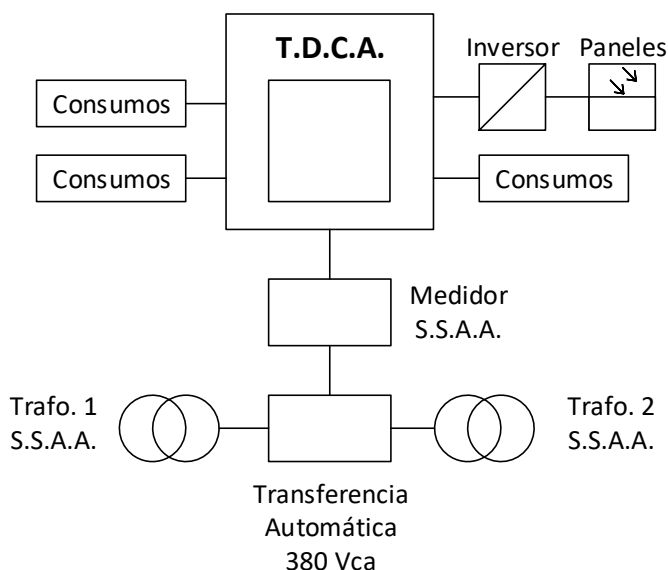 T.D.C.A.
Inversor
Paneles
Consumos
Consumos
Consumos
Medidor
S.S.A.A.
Trafo. 1
S.S.A.A.
Trafo. 2
S.S.A.A.
Transferencia
Automática
380 Vca